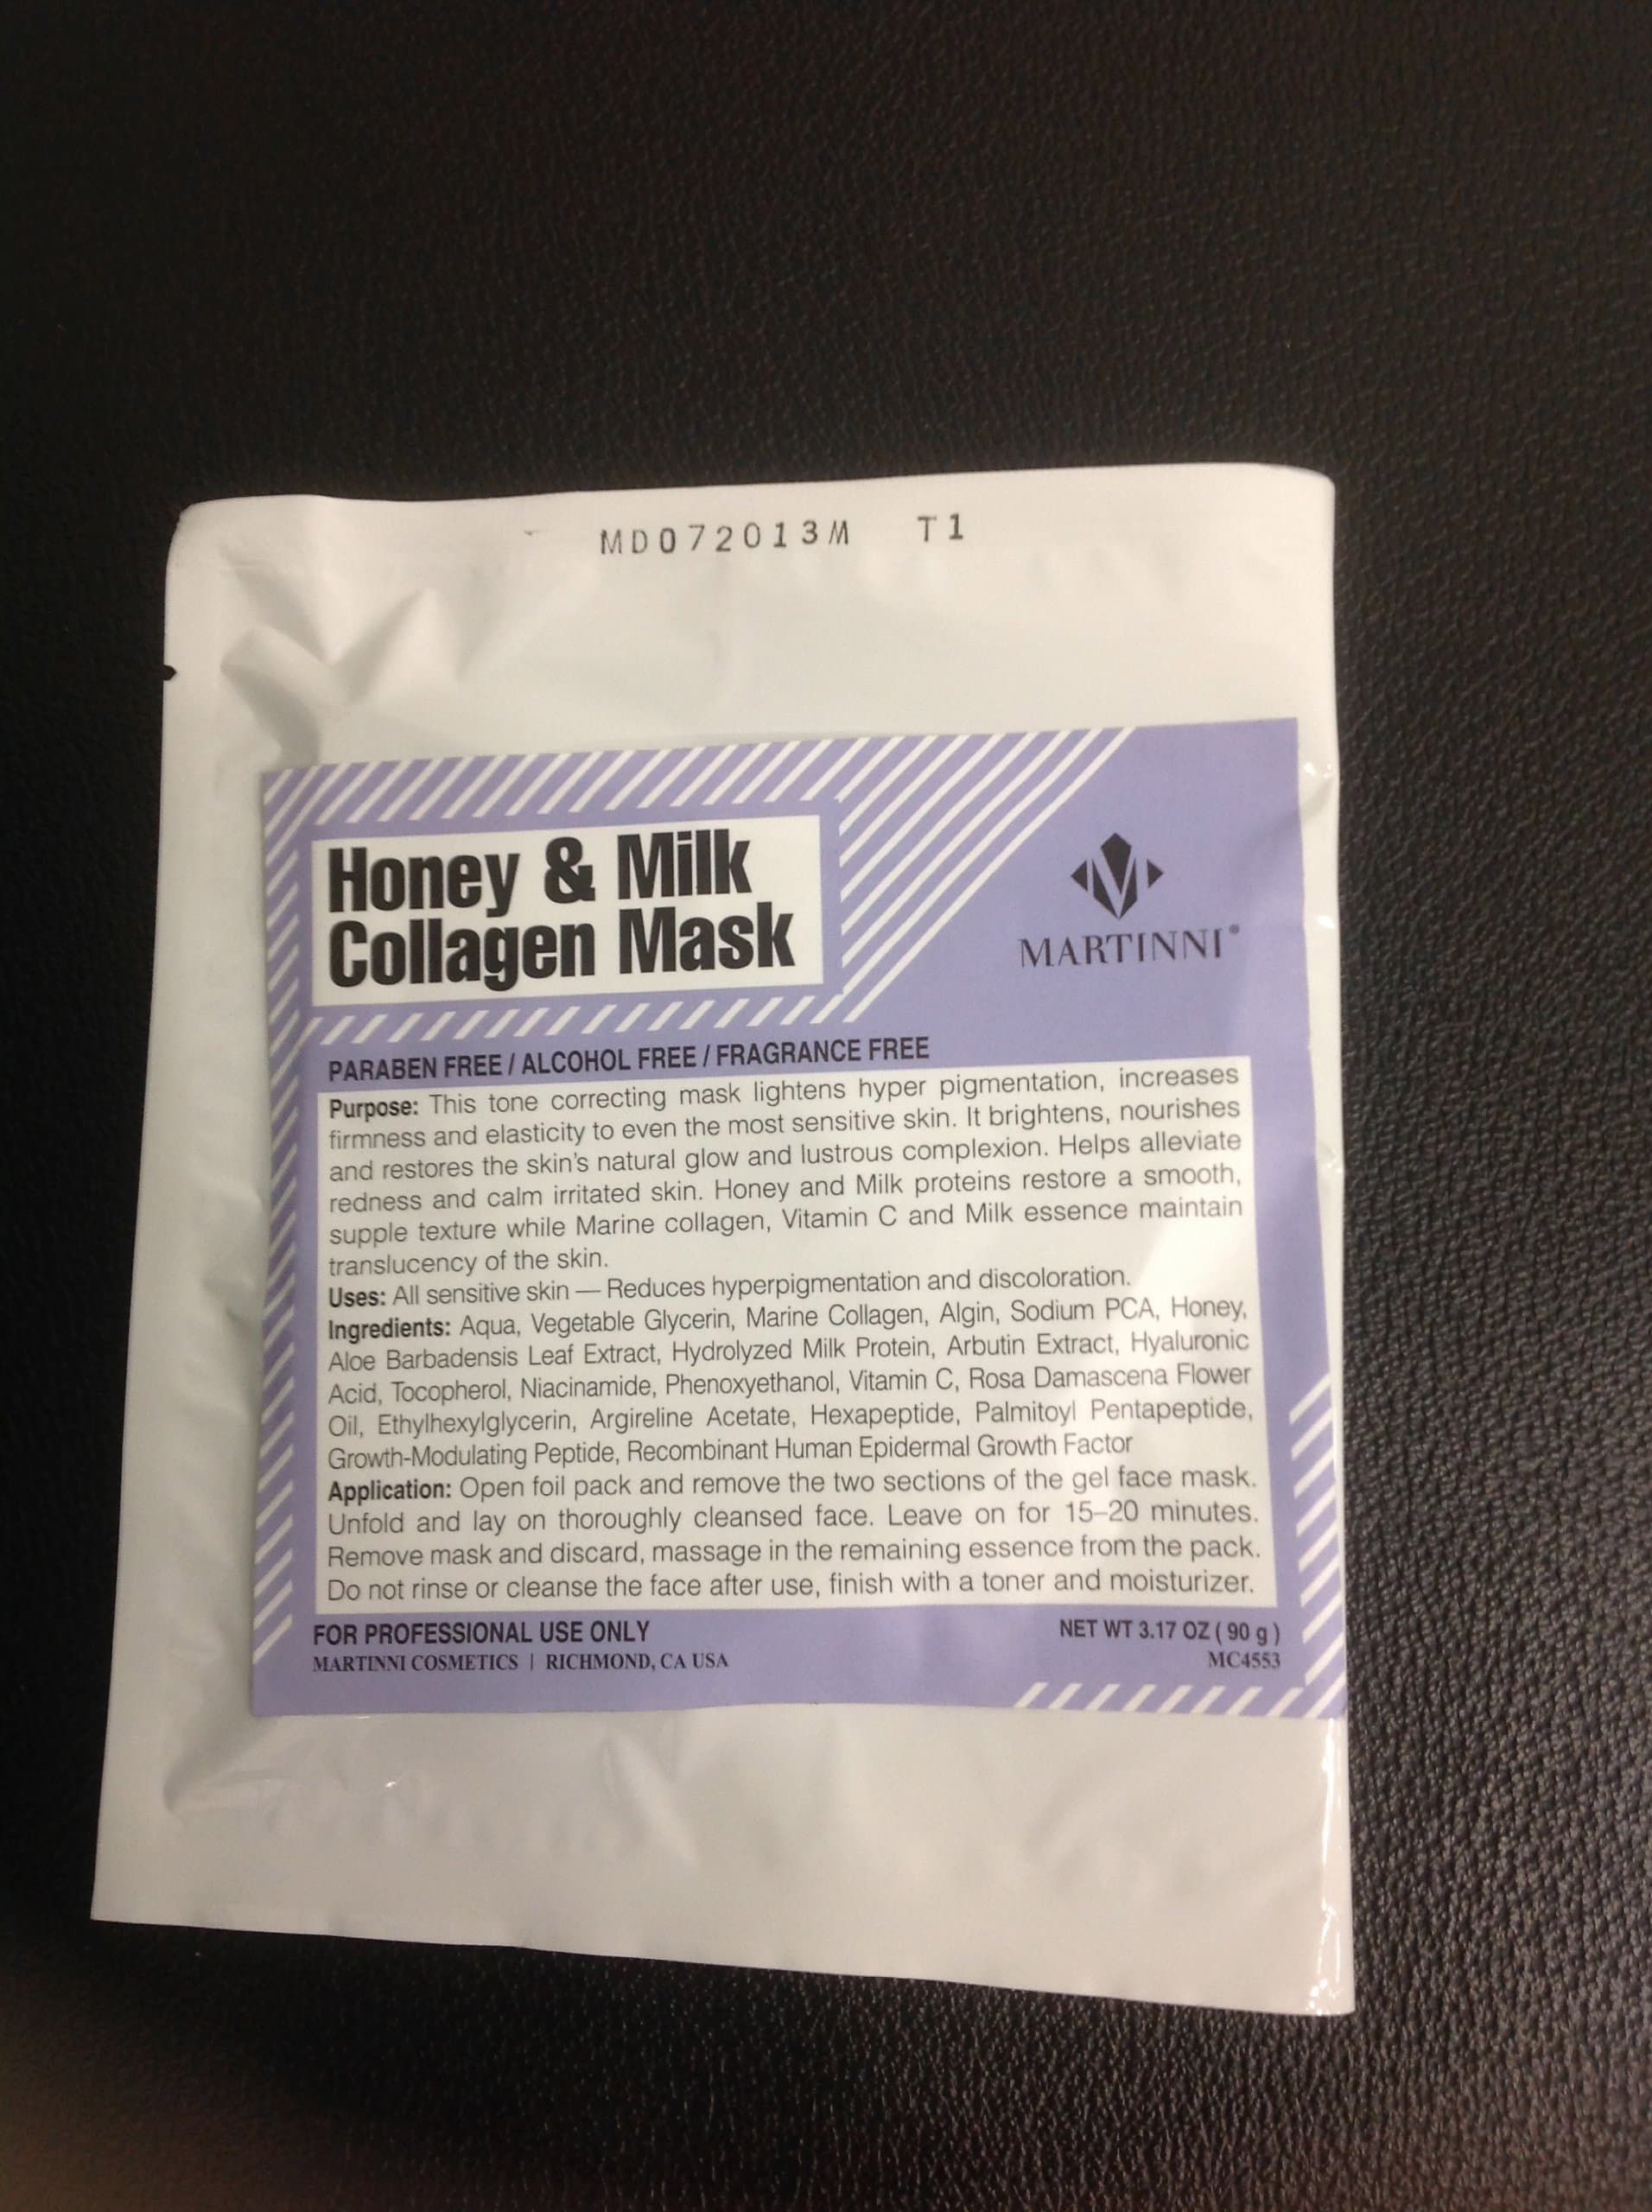 MD072013M T1
Honey & Milk
Collagen Mask
MARTINNI®
PARABEN FREE / ALCOHOL FREE / FRAGRANCE FREE
Purpose: This tone correcting mask lightens hyper pigmentation, increases
firmness and elasticity to even the most sensitive skin. It brightens, nourishes
and restores the skin's natural glow and lustrous complexion. Helps alleviate
redness and calm irritated skin. Honey and Milk proteins restore a smooth,
supple texture while Marine collagen, Vitamin C and Milk essence maintain
translucency of the skin.
Uses: All sensitive skin — Reduces hyperpigmentation and discoloration.
Ingredients: Aqua, Vegetable Glycerin, Marine Collagen, Algin, Sodium PCA, Honey,
Aloe Barbadensis Leaf Extract, Hydrolyzed Milk Protein, Arbutin Extract, Hyaluronic
Acid, Tocopherol, Niacinamide, Phenoxyethanol, Vitamin C, Rosa Damascena Flower
Oil, Ethylhexylglycerin, Argireline Acetate, Hexapeptide, Palmitoyl Pentapeptide,
Growth-Modulating Peptide, Recombinant Human Epidermal Growth Factor
Application: Open foil pack and remove the two sections of the gel face mask.
Unfold and lay on thoroughly cleansed face. Leave on for 15–20 minutes.
Remove mask and discard, massage in the remaining essence from the pack.
Do not rinse or cleanse the face after use, finish with a toner and moisturizer.
FOR PROFESSIONAL USE ONLY
MARTINNI COSMETICS | RICHMOND, CA USA
NET WT 3.17 OZ ( 90 g )
MC4553